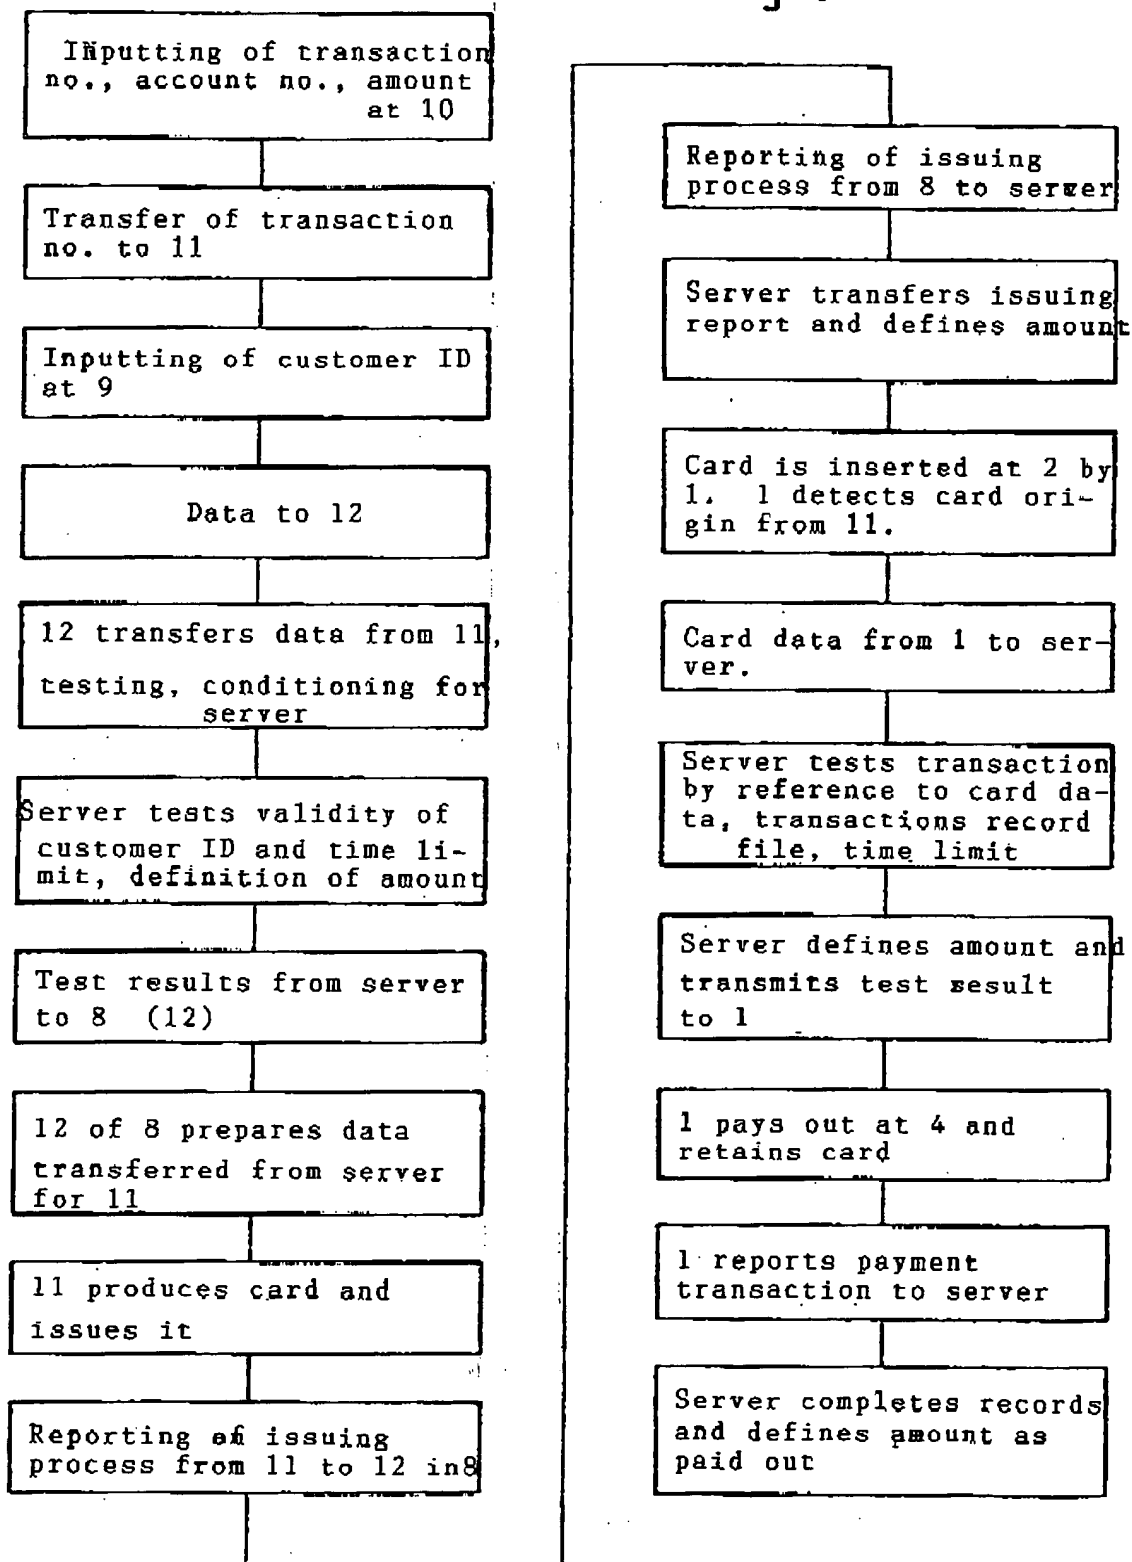 Inputting of transaction
no., account no., amount
at 10
Transfer of transaction
no. to 11
Inputting of customer ID
at 9
Data to 12
12 transfers data from 11,
testing, conditioning for
server
Server tests validity of
customer ID and time li-
mit, definition of amount
Test results from server
to 8 (12)
12 of 8 prepares data
transferred from server
for 11
11 produces card and
issues it
Reporting of issuing
process from 11 to 12 in8
Reporting of issuing
process from 8 to server
Server transfers issuing
report and defines amount
Card is inserted at 2 by
1. 1 detects card ori-
gin from 11.
Card data from 1 to ser-
ver.
Server tests transaction
by reference to card da-
ta, transactions record
file, time limit
Server defines amount and
transmits test result
to 1
1 pays out at 4 and
retains card
1 reports payment
transaction to server
Server completes records
and defines amount as
paid out